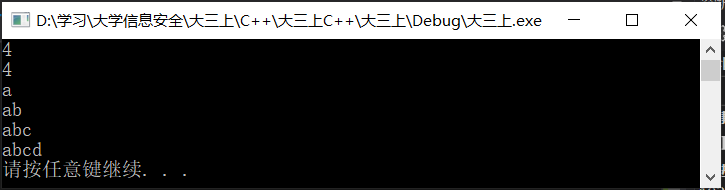 D:\学习\大学信息安全\大三上\C++\大三上C++\大三上\Debug\大三上.exe
4
4
a
ab
abc
abcd
请按任意键继续. . .